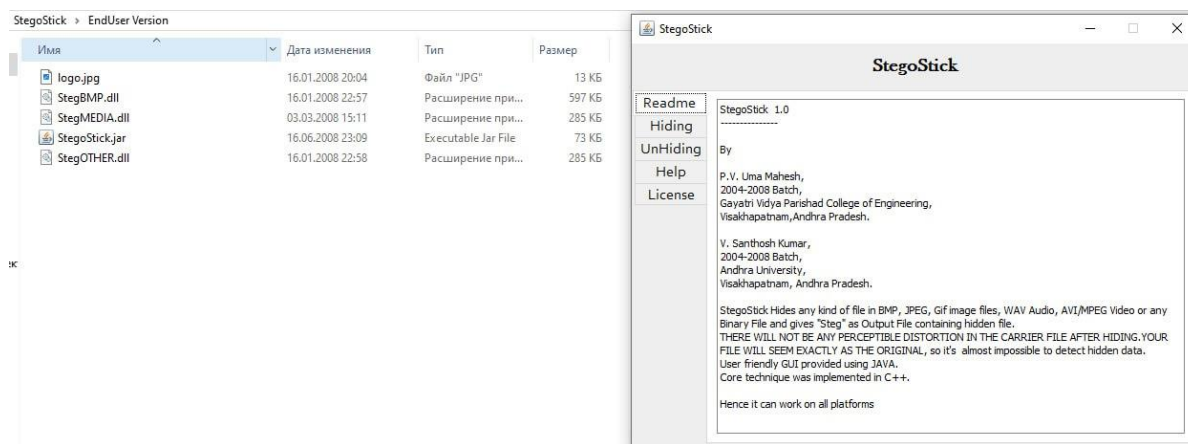 StegoStick > EndUser Version
Имя Дата изменения Тип Размер
logo.jpg 16.01.2008 20:04 Файл "JPG" 13 КБ
StegBMP.dll 16.01.2008 22:57 Расширение при... 597 КБ
StegMEDIA.dll 03.03.2008 15:11 Расширение при... 285 КБ
StegoStick.jar 16.06.2008 23:09 Executable Jar File 73 КБ
StegOTHER.dll 16.01.2008 22:58 Расширение при... 285 КБ
ек
StegoStick
StegoStick
Readme
Hiding
UnHiding
Help
License
StegoStick 1.0
---------------
By
P.V. Uma Mahesh,
2004-2008 Batch,
Gayatri Vidya Parishad College of Engineering,
Visakhapatnam,Andhra Pradesh.
V. Santhosh Kumar,
2004-2008 Batch,
Andhra University,
Visakhapatnam, Andhra Pradesh.
StegoStick Hides any kind of file in BMP, JPEG, Gif image files, WAV Audio, AVI/MPEG Video or any
Binary File and gives "Steg" as Output File containing hidden file.
THERE WILL NOT BE ANY PERCEPTIBLE DISTORTION IN THE CARRIER FILE AFTER HIDING.YOUR
FILE WILL SEEM EXACTLY AS THE ORIGINAL, so it's almost impossible to detect hidden data.
User friendly GUI provided using JAVA.
Core technique was implemented in C++.
Hence it can work on all platforms